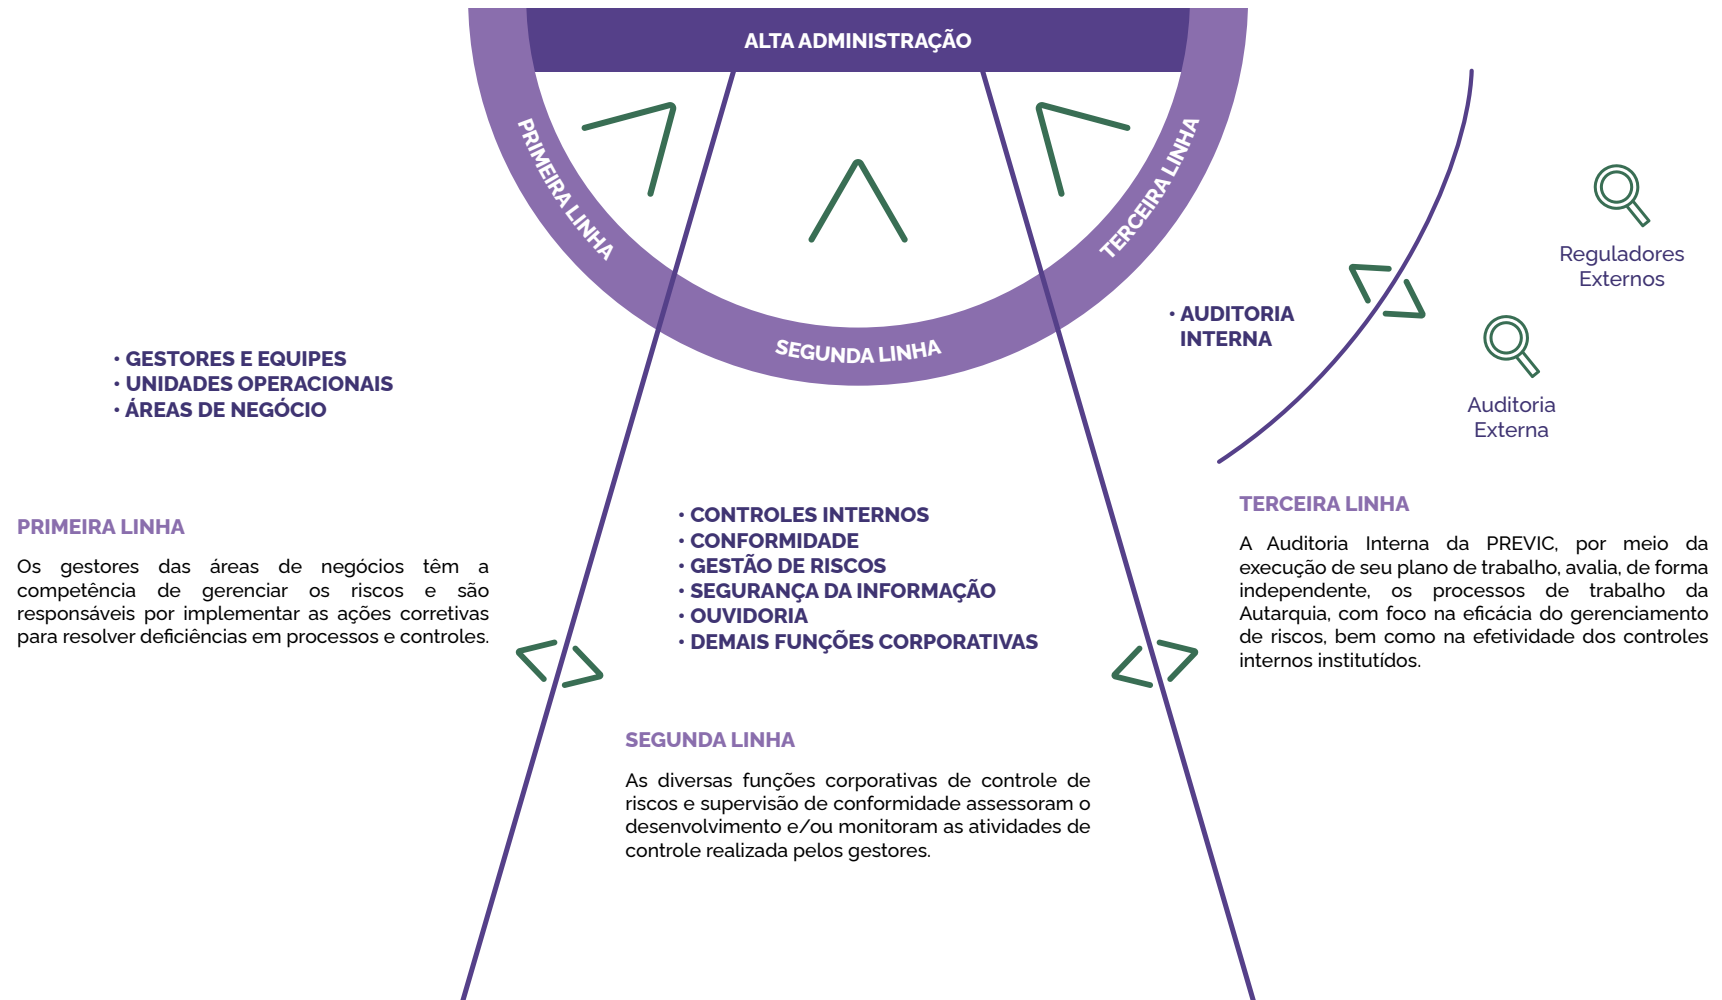 ALTA ADMINISTRAÇÃO
PRIMEIRA LINHA
SEGUNDA LINHA
TERCEIRA LINHA
• GESTORES E EQUIPES
• UNIDADES OPERACIONAIS
• ÁREAS DE NEGÓCIO
PRIMEIRA LINHA
Os gestores das áreas de negócios têm a
competência de gerenciar os riscos e são
responsáveis por implementar as ações corretivas
para resolver deficiências em processos e controles.
• CONTROLES INTERNOS
• CONFORMIDADE
• GESTÃO DE RISCOS
• SEGURANÇA DA INFORMAÇÃO
• OUVIDORIA
• DEMAIS FUNÇÕES CORPORATIVAS
SEGUNDA LINHA
As diversas funções corporativas de controle de
riscos e supervisão de conformidade assessoram o
desenvolvimento e/ou monitoram as atividades de
controle realizada pelos gestores.
• AUDITORIA
INTERNA
Reguladores
Externos
Auditoria
Externa
TERCEIRA LINHA
A Auditoria Interna da PREVIC, por meio da
execução de seu plano de trabalho, avalia, de forma
independente, os processos de trabalho da
Autarquia, com foco na eficácia do gerenciamento
de riscos, bem como na efetividade dos controles
internos institutídos.